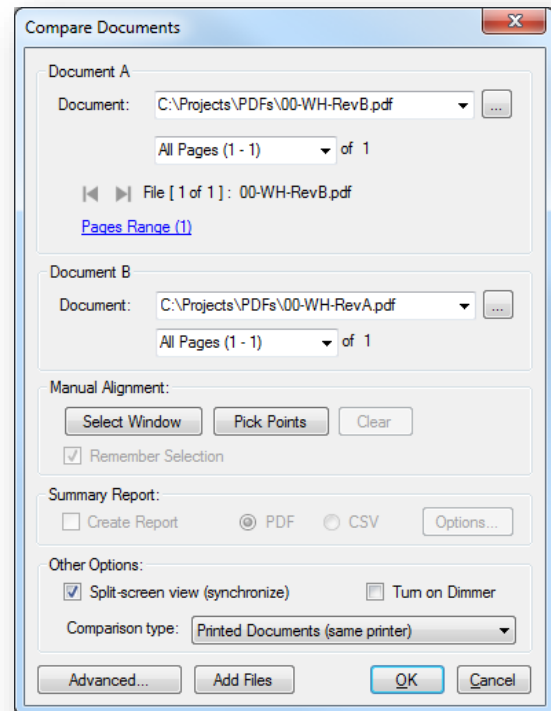 Compare Documents
Document A
Document: C:\Projects\PDFs\00-WH-RevB.pdf ...
All Pages (1 - 1) of 1
File [ 1 of 1 ] : 00-WH-RevB.pdf
Pages Range (1)
Document B
Document: C:\Projects\PDFs\00-WH-RevA.pdf ...
All Pages (1 - 1) of 1
Manual Alignment:
Select Window Pick Points Clear
Remember Selection
Summary Report:
Create Report PDF CSV Options...
Other Options:
Split-screen view (synchronize) Turn on Dimmer
Comparison type: Printed Documents (same printer)
Advanced... Add Files OK Cancel